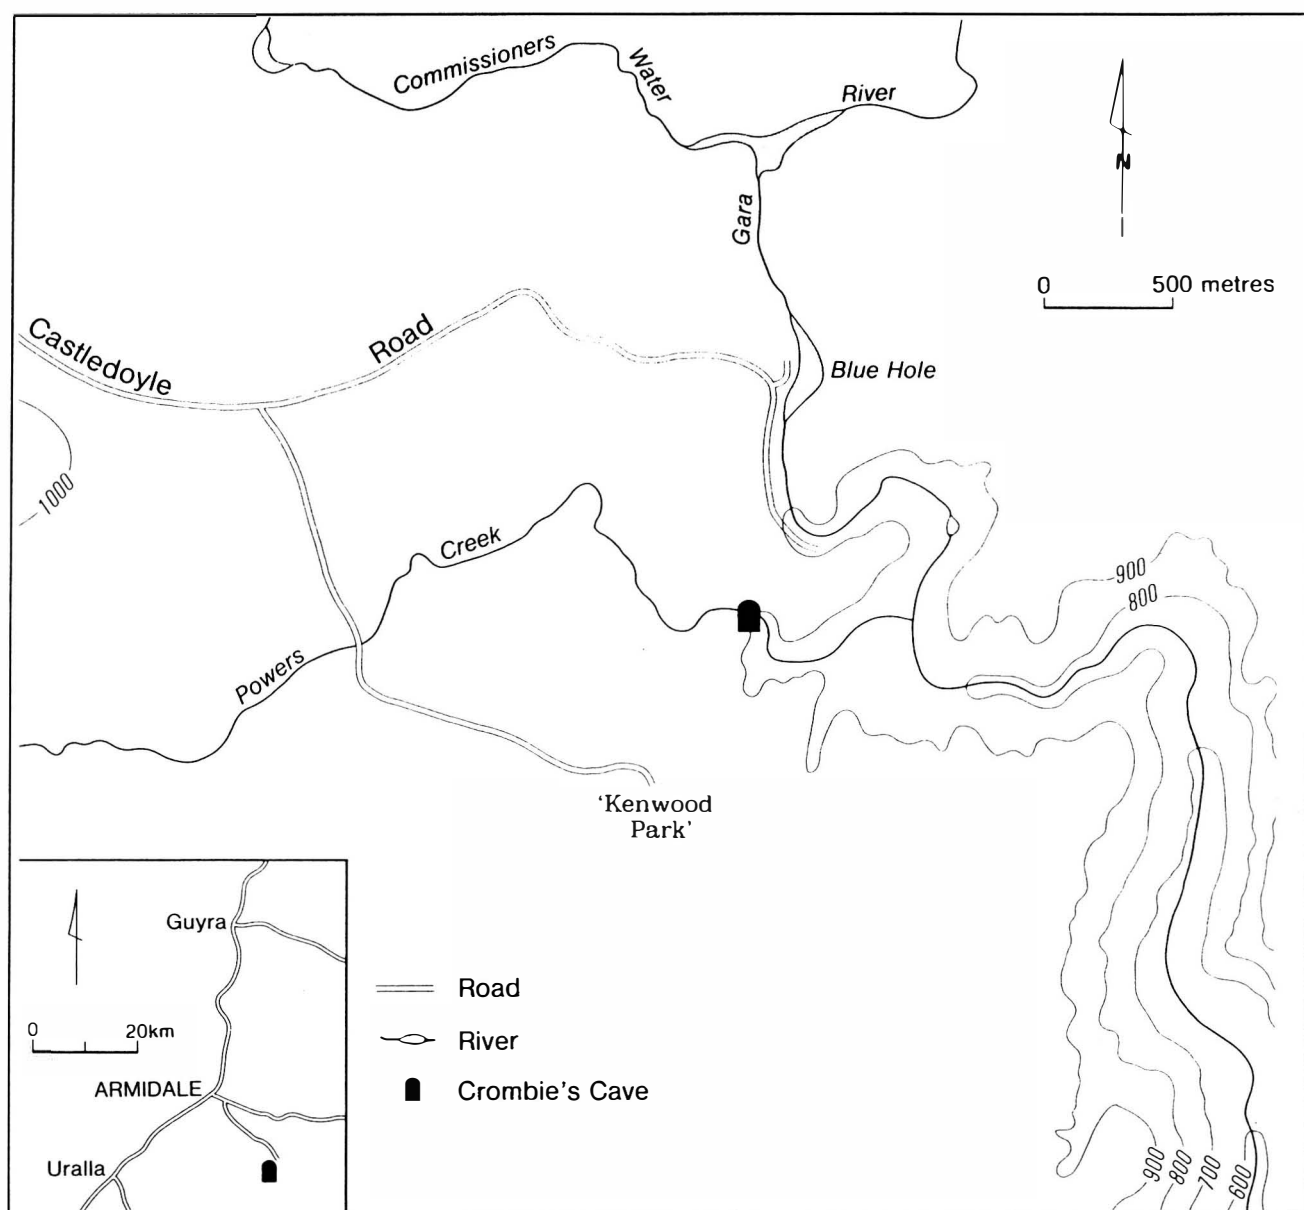 Commissioners
Water
River
N
Gara
0 500 metres
Castledoyle
Road
Blue Hole
1000
Creek
900
800
Powers
'Kenwood
Park'
Guyra
0 20km
ARMIDALE
Uralla
Road
River
Crombie's Cave
900
800
700
600